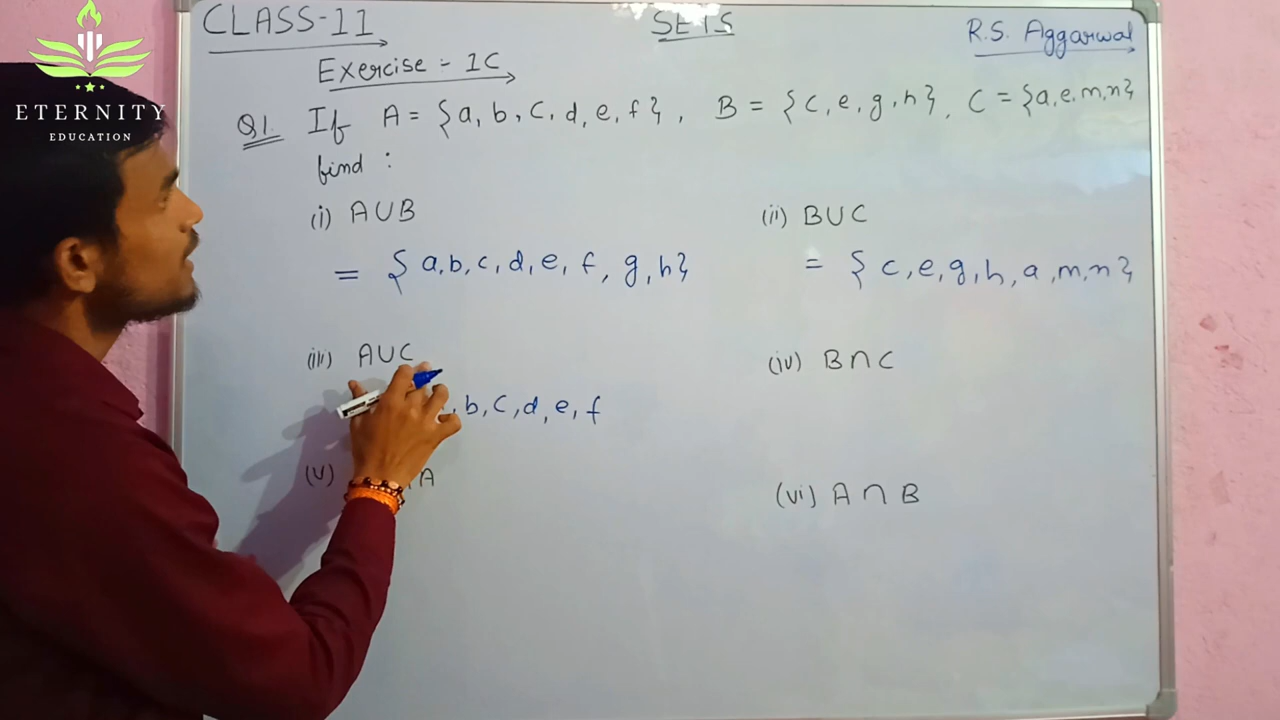 ETERNITY
EDUCATION
CLASS-11
SETS
R.S. Aggarwal
Exercise - 1C
Q1. If A = {a, b, c, d, e, f}, B = {c, e, g, h}, C = {a, e, m, n}
find :
(i) A∪B
(ii) B∪C
= {a, b, c, d, e, f, g, h}
= {c, e, g, h, a, m, n}
(iii) A∪C
(iv) B∩C
, b, c, d, e, f
(v) A
(vi) A∩B